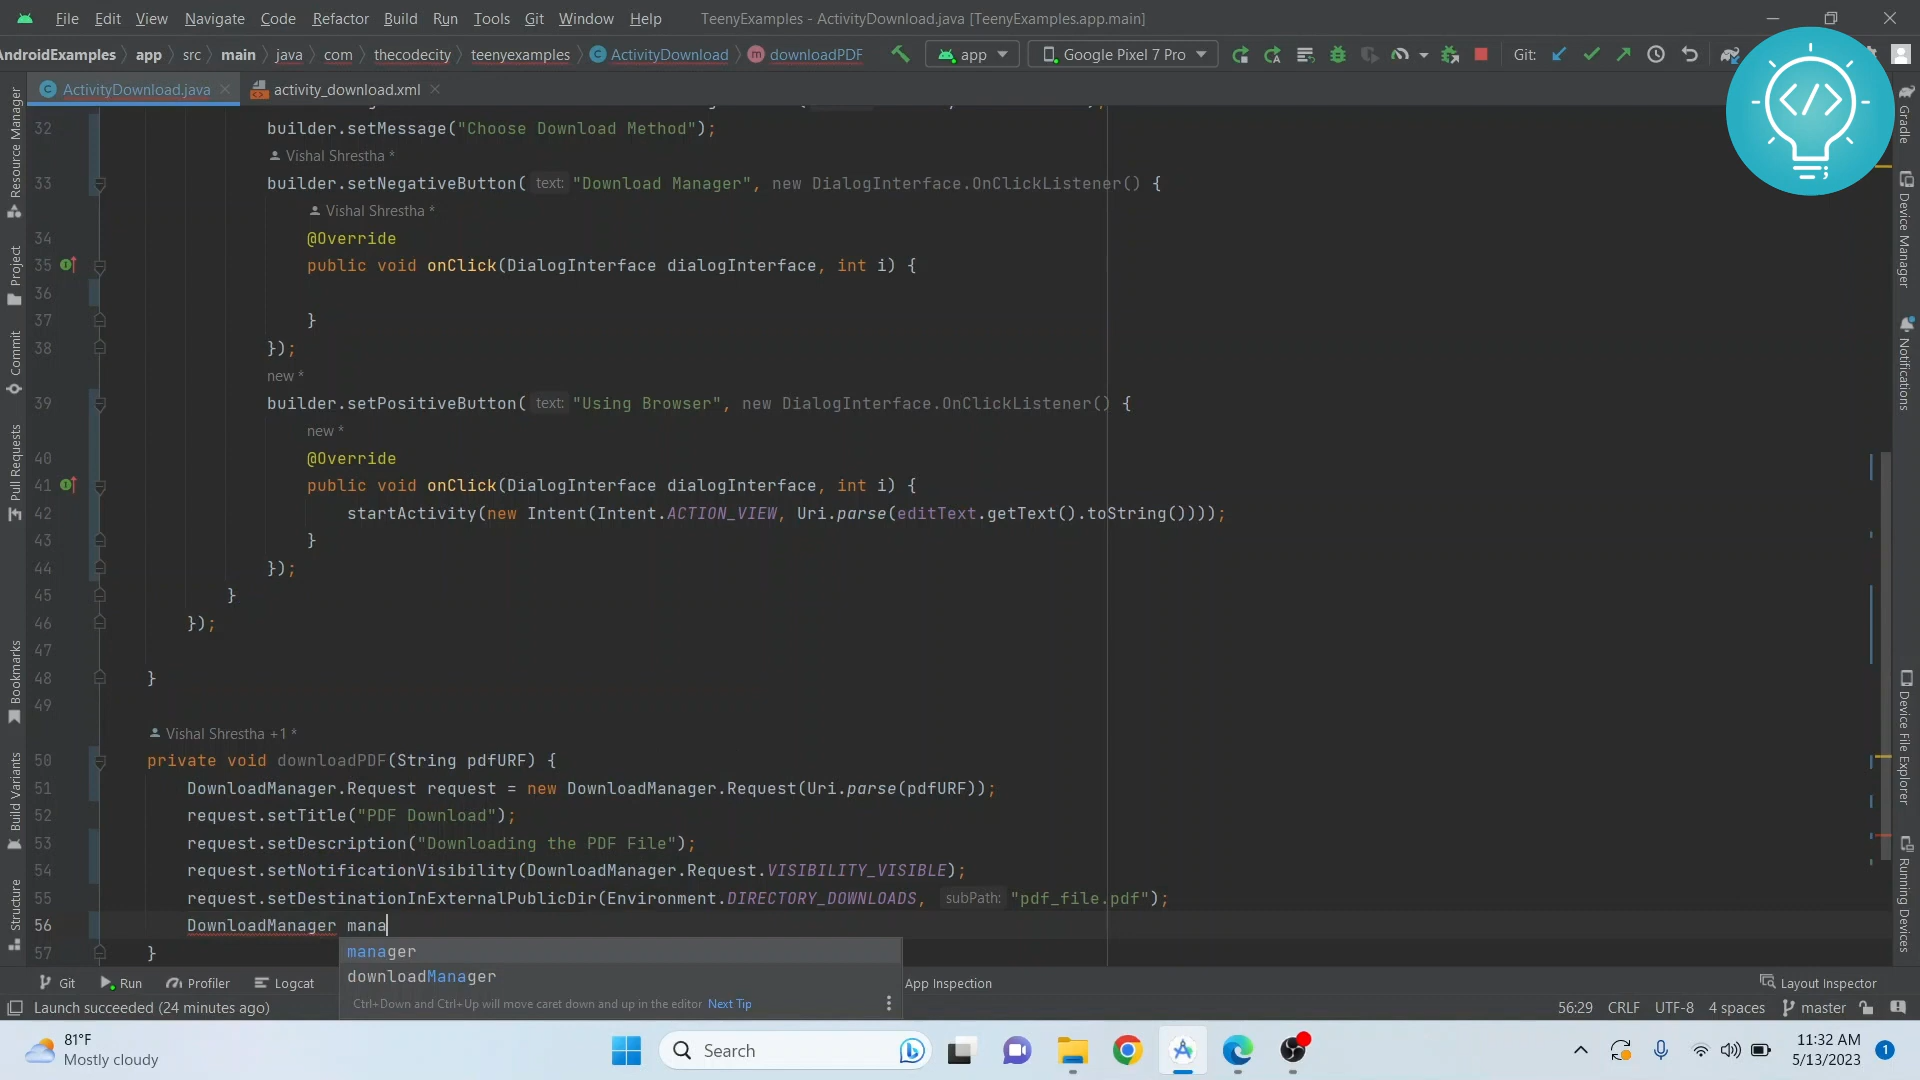 File Edit View Navigate Code Refactor Build Run Tools Git Window Help TeenyExamples - ActivityDownload.java [TeenyExamples.app.main]
AndroidExamples app src main java com thecodecity teenyexamples ActivityDownload downloadPDF app Google Pixel 7 Pro Git:
ActivityDownload.java activity_download.xml
32 builder.setMessage("Choose Download Method");
Vishal Shrestha *
33 builder.setNegativeButton( text: "Download Manager", new DialogInterface.OnClickListener() {
Vishal Shrestha *
34 @Override
35 public void onClick(DialogInterface dialogInterface, int i) {
36
37 }
38 });
new *
39 builder.setPositiveButton( text: "Using Browser", new DialogInterface.OnClickListener() {
new *
40 @Override
41 public void onClick(DialogInterface dialogInterface, int i) {
42 startActivity(new Intent(Intent.ACTION_VIEW, Uri.parse(editText.getText().toString())));
43 }
44 });
45 }
46 });
47
48 }
49
Vishal Shrestha +1 *
50 private void downloadPDF(String pdfURF) {
51 DownloadManager.Request request = new DownloadManager.Request(Uri.parse(pdfURF));
52 request.setTitle("PDF Download");
53 request.setDescription("Downloading the PDF File");
54 request.setNotificationVisibility(DownloadManager.Request.VISIBILITY_VISIBLE);
55 request.setDestinationInExternalPublicDir(Environment.DIRECTORY_DOWNLOADS, subPath: "pdf_file.pdf");
56 DownloadManager mana
57 }
manager
downloadManager
Ctrl+Down and Ctrl+Up will move caret down and up in the editor Next Tip
Resource Manager
Project
Commit
Pull Requests
Bookmarks
Build Variants
Structure
Gradle
Device Manager
Notifications
Device File Explorer
Running Devices
Git Run Profiler Logcat App Inspection Layout Inspector
Launch succeeded (24 minutes ago) 56:29 CRLF UTF-8 4 spaces master
81°F
Mostly cloudy
Search
11:32 AM
5/13/2023
1